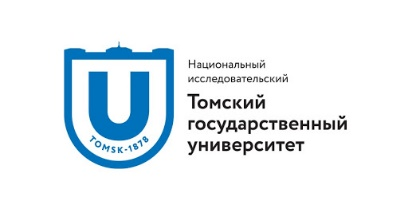 U
TOMSK-1878
Национальный
исследовательский
Томский
государственный
университет